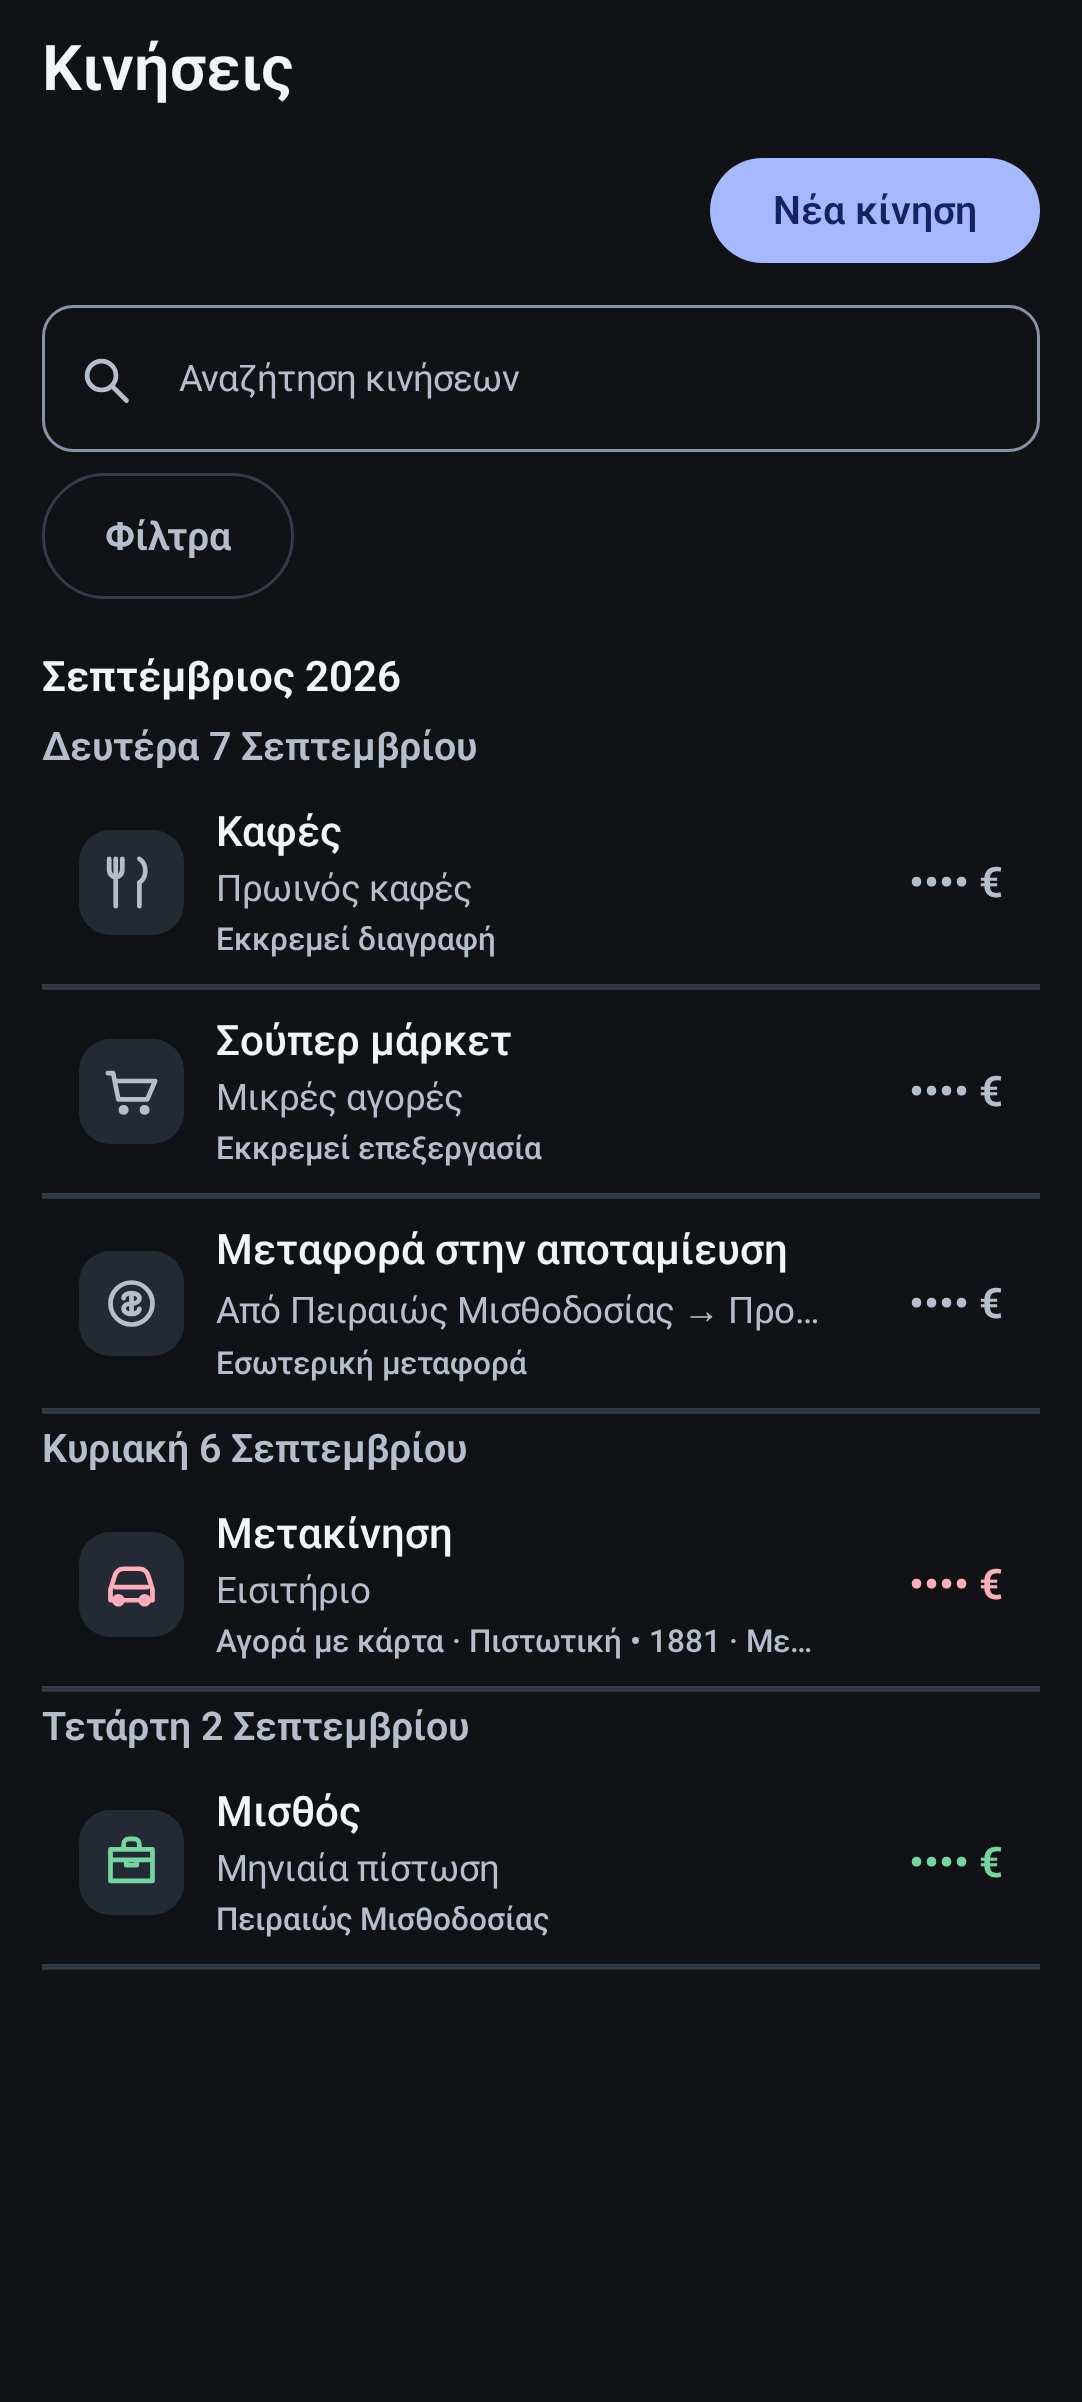 Κινήσεις
Νέα κίνηση
Αναζήτηση κινήσεων
Φίλτρα
Σεπτέμβριος 2026
Δευτέρα 7 Σεπτεμβρίου
Καφές
Πρωινός καφές
Εκκρεμεί διαγραφή
•••• €
Σούπερ μάρκετ
Μικρές αγορές
Εκκρεμεί επεξεργασία
•••• €
Μεταφορά στην αποταμίευση
Από Πειραιώς Μισθοδοσίας → Προ...
Εσωτερική μεταφορά
•••• €
Κυριακή 6 Σεπτεμβρίου
Μετακίνηση
Εισιτήριο
Αγορά με κάρτα · Πιστωτική • 1881 · Με...
•••• €
Τετάρτη 2 Σεπτεμβρίου
Μισθός
Μηνιαία πίστωση
Πειραιώς Μισθοδοσίας
•••• €